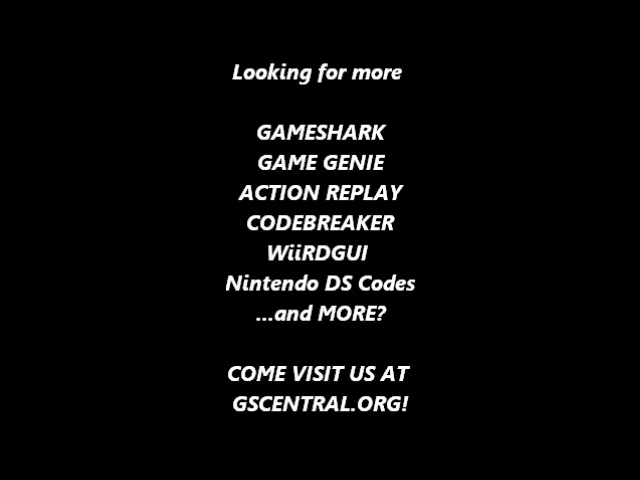 Looking for more
GAMESHARK
GAME GENIE
ACTION REPLAY
CODEBREAKER
WiiRDGUI
Nintendo DS Codes
...and MORE?
COME VISIT US AT
GSCENTRAL.ORG!